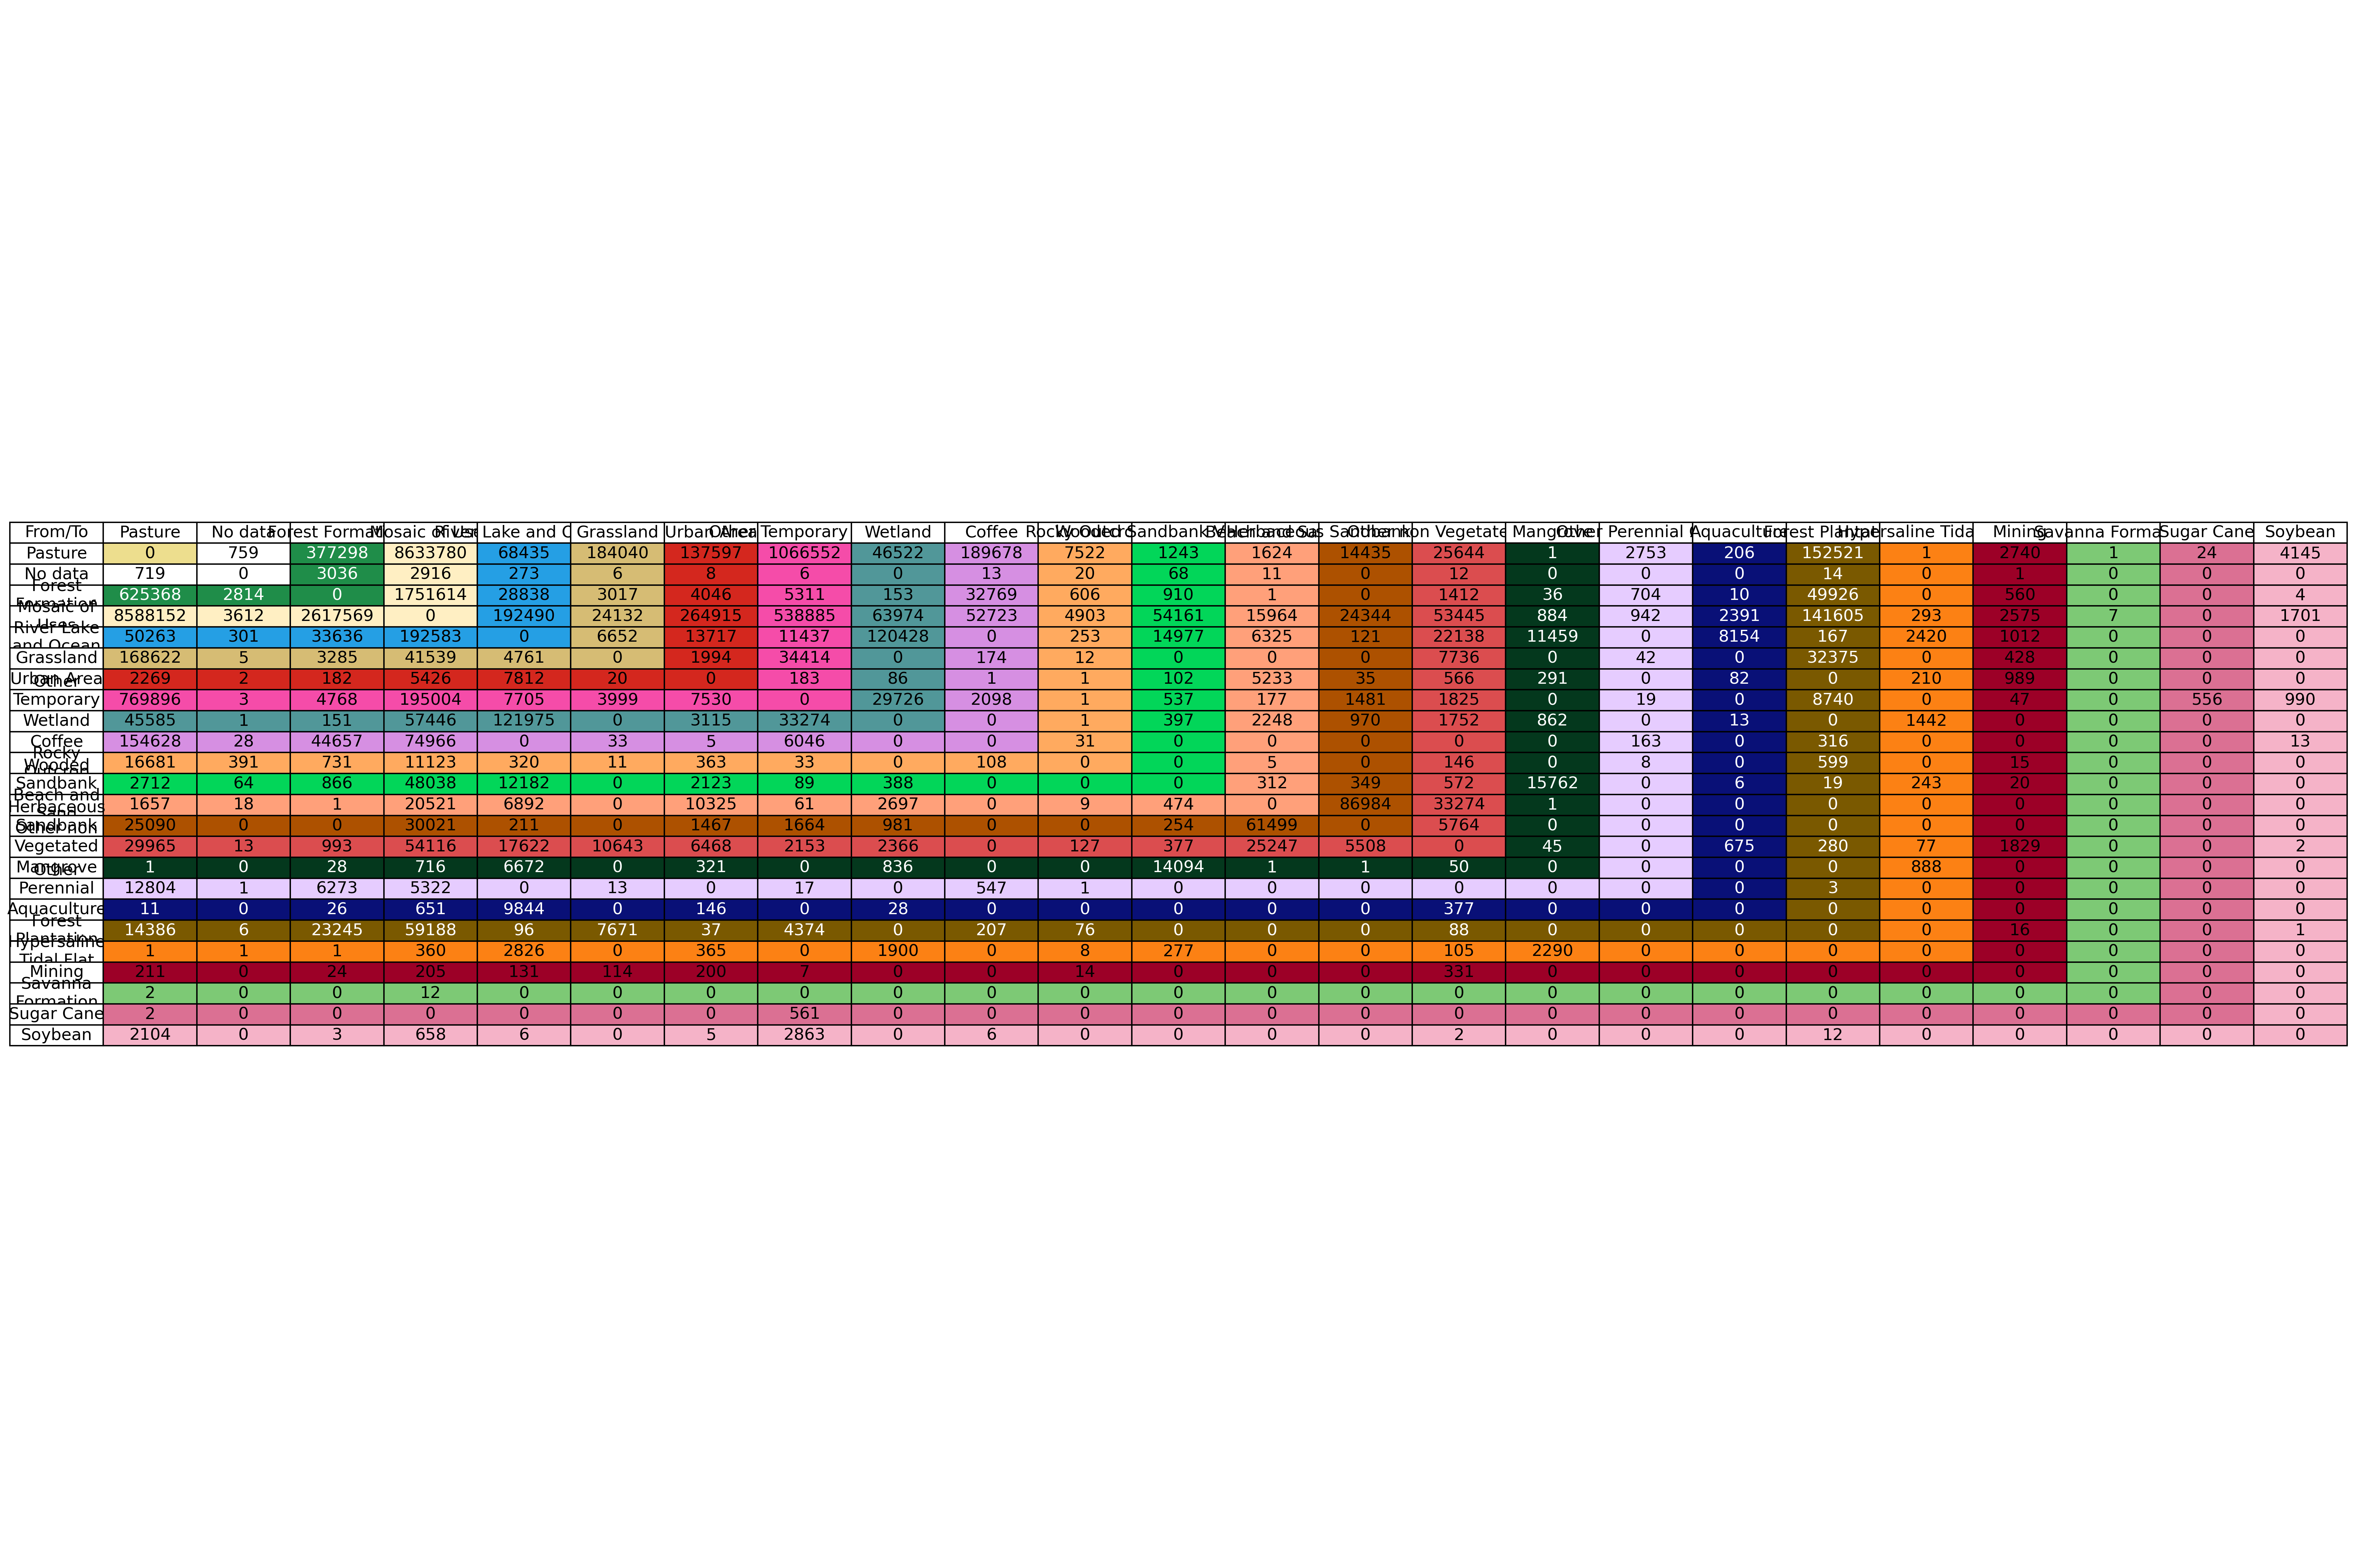 From/To Pasture No data Forest Format Mosaic of Use River Lake and O Grassland Urban Area Other Temporary Wetland Coffee Rocky Outcro Wooded Sandbank V Beach and Sa Herbaceous Sandbank Other non Vegetate Mangrove Other Perennial C Aquaculture Forest Plantat Hypersaline Tida Mining Savanna Forma Sugar Cane Soybean
Pasture 0 759 377298 8633780 68435 184040 137597 1066552 46522 189678 7522 1243 1624 14435 25644 1 2753 206 152521 1 2740 1 24 4145
No data 719 0 3036 2916 273 6 8 6 0 13 20 68 11 0 12 0 0 0 14 0 1 0 0 0
Forest Formation 625368 2814 0 1751614 28838 3017 4046 5311 153 32769 606 910 1 0 1412 36 704 10 49926 0 560 0 0 4
Mosaic of Uses 8588152 3612 2617569 0 192490 24132 264915 538885 63974 52723 4903 54161 15964 24344 53445 884 942 2391 141605 293 2575 7 0 1701
River Lake and Ocean 50263 301 33636 192583 0 6652 13717 11437 120428 0 253 14977 6325 121 22138 11459 0 8154 167 2420 1012 0 0 0
Grassland 168622 5 3285 41539 4761 0 1994 34414 0 174 12 0 0 0 7736 0 42 0 32375 0 428 0 0 0
Urban Area 2269 2 182 5426 7812 20 0 183 86 1 1 102 5233 35 566 291 0 82 0 210 989 0 0 0
Other Temporary 769896 3 4768 195004 7705 3999 7530 0 29726 2098 1 537 177 1481 1825 0 19 0 8740 0 47 0 556 990
Wetland 45585 1 151 57446 121975 0 3115 33274 0 0 1 397 2248 970 1752 862 0 13 0 1442 0 0 0 0
Coffee 154628 28 44657 74966 0 33 5 6046 0 0 31 0 0 0 0 0 163 0 316 0 0 0 0 13
Rocky Outcrop 16681 391 731 11123 320 11 363 33 0 108 0 0 5 0 146 0 8 0 599 0 15 0 0 0
Wooded Sandbank 2712 64 866 48038 12182 0 2123 89 388 0 0 0 312 349 572 15762 0 6 19 243 20 0 0 0
Beach and Sand 1657 18 1 20521 6892 0 10325 61 2697 0 9 474 0 86984 33274 1 0 0 0 0 0 0 0 0
Herbaceous Sandbank 25090 0 0 30021 211 0 1467 1664 981 0 0 254 61499 0 5764 0 0 0 0 0 0 0 0 0
Other non Vegetated 29965 13 993 54116 17622 10643 6468 2153 2366 0 127 377 25247 5508 0 45 0 675 280 77 1829 0 0 2
Mangrove 1 0 28 716 6672 0 321 0 836 0 0 14094 1 1 50 0 0 0 0 888 0 0 0 0
Other Perennial 12804 1 6273 5322 0 13 0 17 0 547 1 0 0 0 0 0 0 0 3 0 0 0 0 0
Aquaculture 11 0 26 651 9844 0 146 0 28 0 0 0 0 0 377 0 0 0 0 0 0 0 0 0
Forest Plantation 14386 6 23245 59188 96 7671 37 4374 0 207 76 0 0 0 88 0 0 0 0 0 16 0 0 1
Hypersaline Tidal Flat 1 1 1 360 2826 0 365 0 1900 0 8 277 0 0 105 2290 0 0 0 0 0 0 0 0
Mining 211 0 24 205 131 114 200 7 0 0 14 0 0 0 331 0 0 0 0 0 0 0 0 0
Savanna Formation 2 0 0 12 0 0 0 0 0 0 0 0 0 0 0 0 0 0 0 0 0 0 0 0
Sugar Cane 2 0 0 0 0 0 0 561 0 0 0 0 0 0 0 0 0 0 0 0 0 0 0 0
Soybean 2104 0 3 658 6 0 5 2863 0 6 0 0 0 0 2 0 0 0 12 0 0 0 0 0